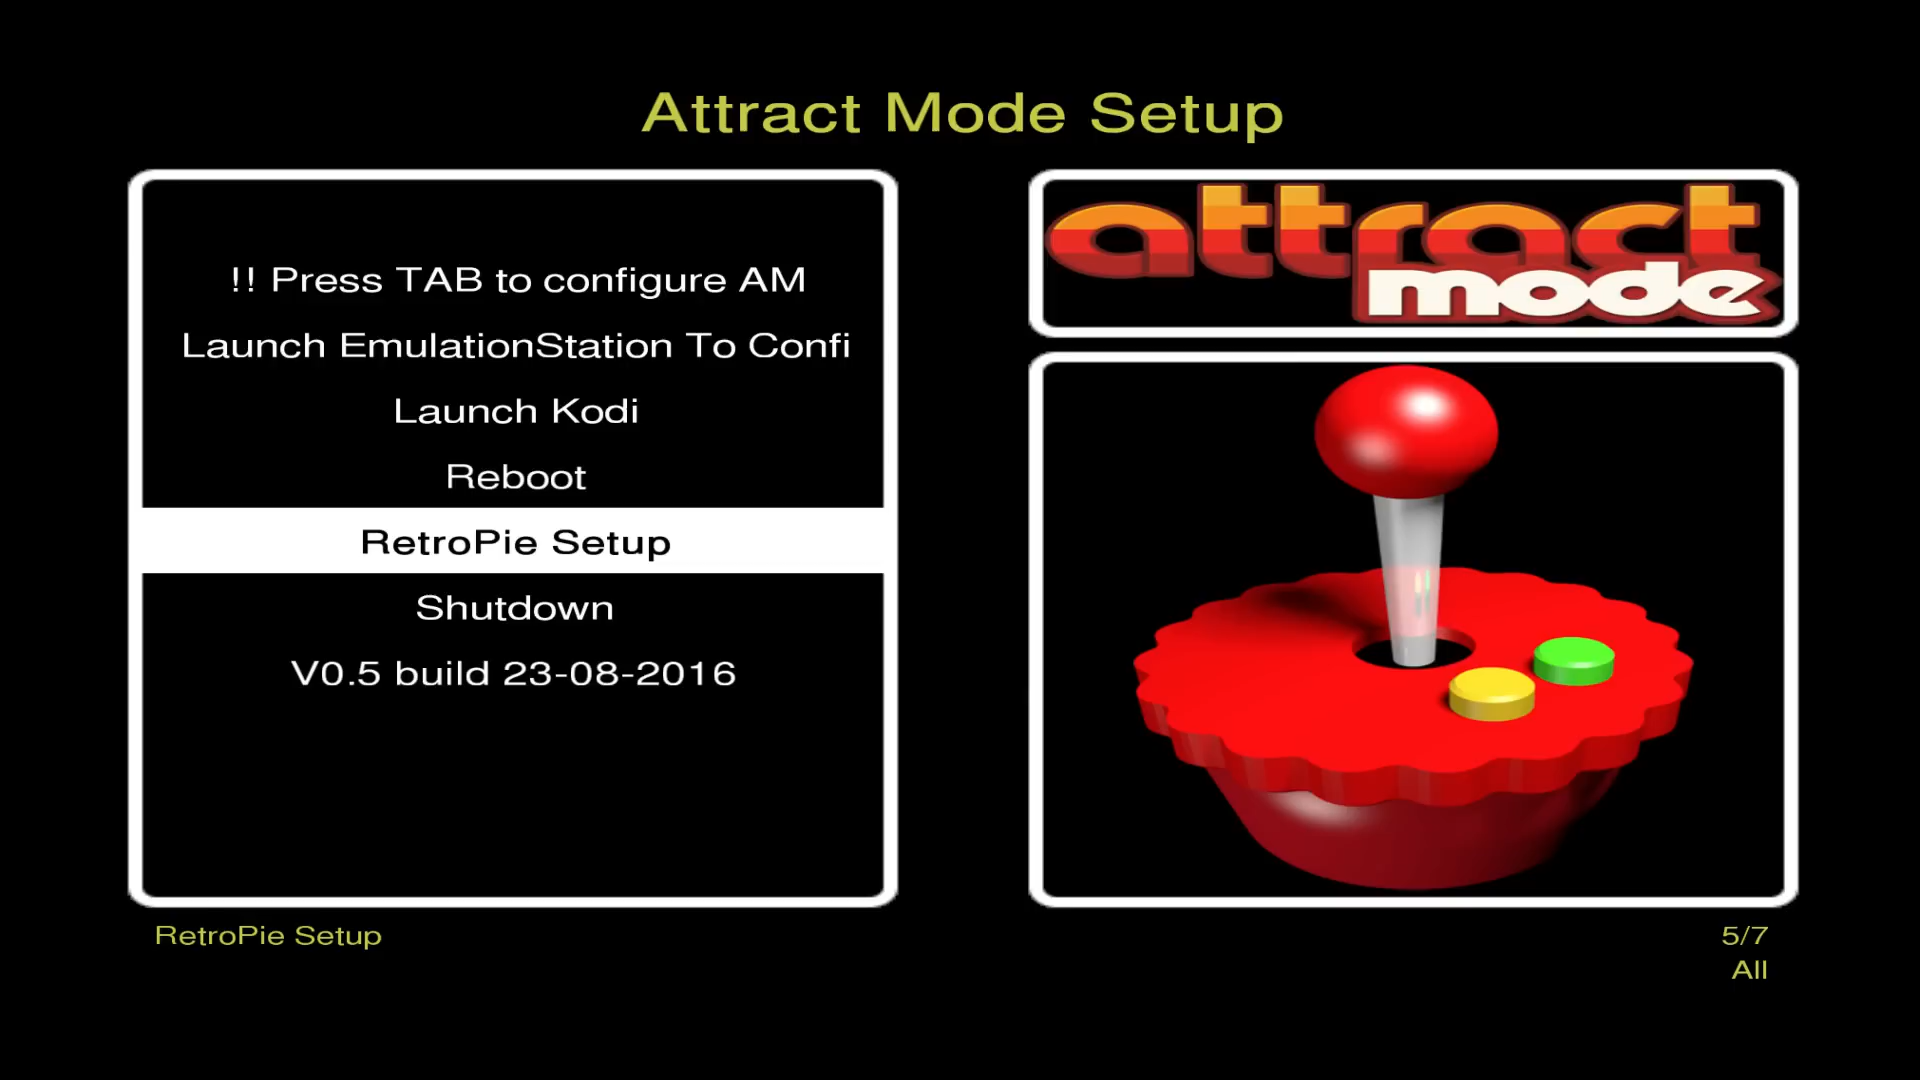 Attract Mode Setup
!! Press TAB to configure AM
Launch EmulationStation To Confi
Launch Kodi
Reboot
RetroPie Setup
Shutdown
V0.5 build 23-08-2016
attract
mode
RetroPie Setup
5/7
All